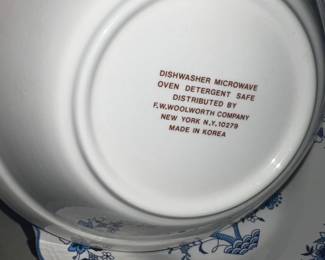 DISHWASHER MICROWAVE
OVEN DETERGENT SAFE
DISTRIBUTED BY
F.W.WOOLWORTH COMPANY
NEW YORK N.Y.10279
MADE IN KOREA